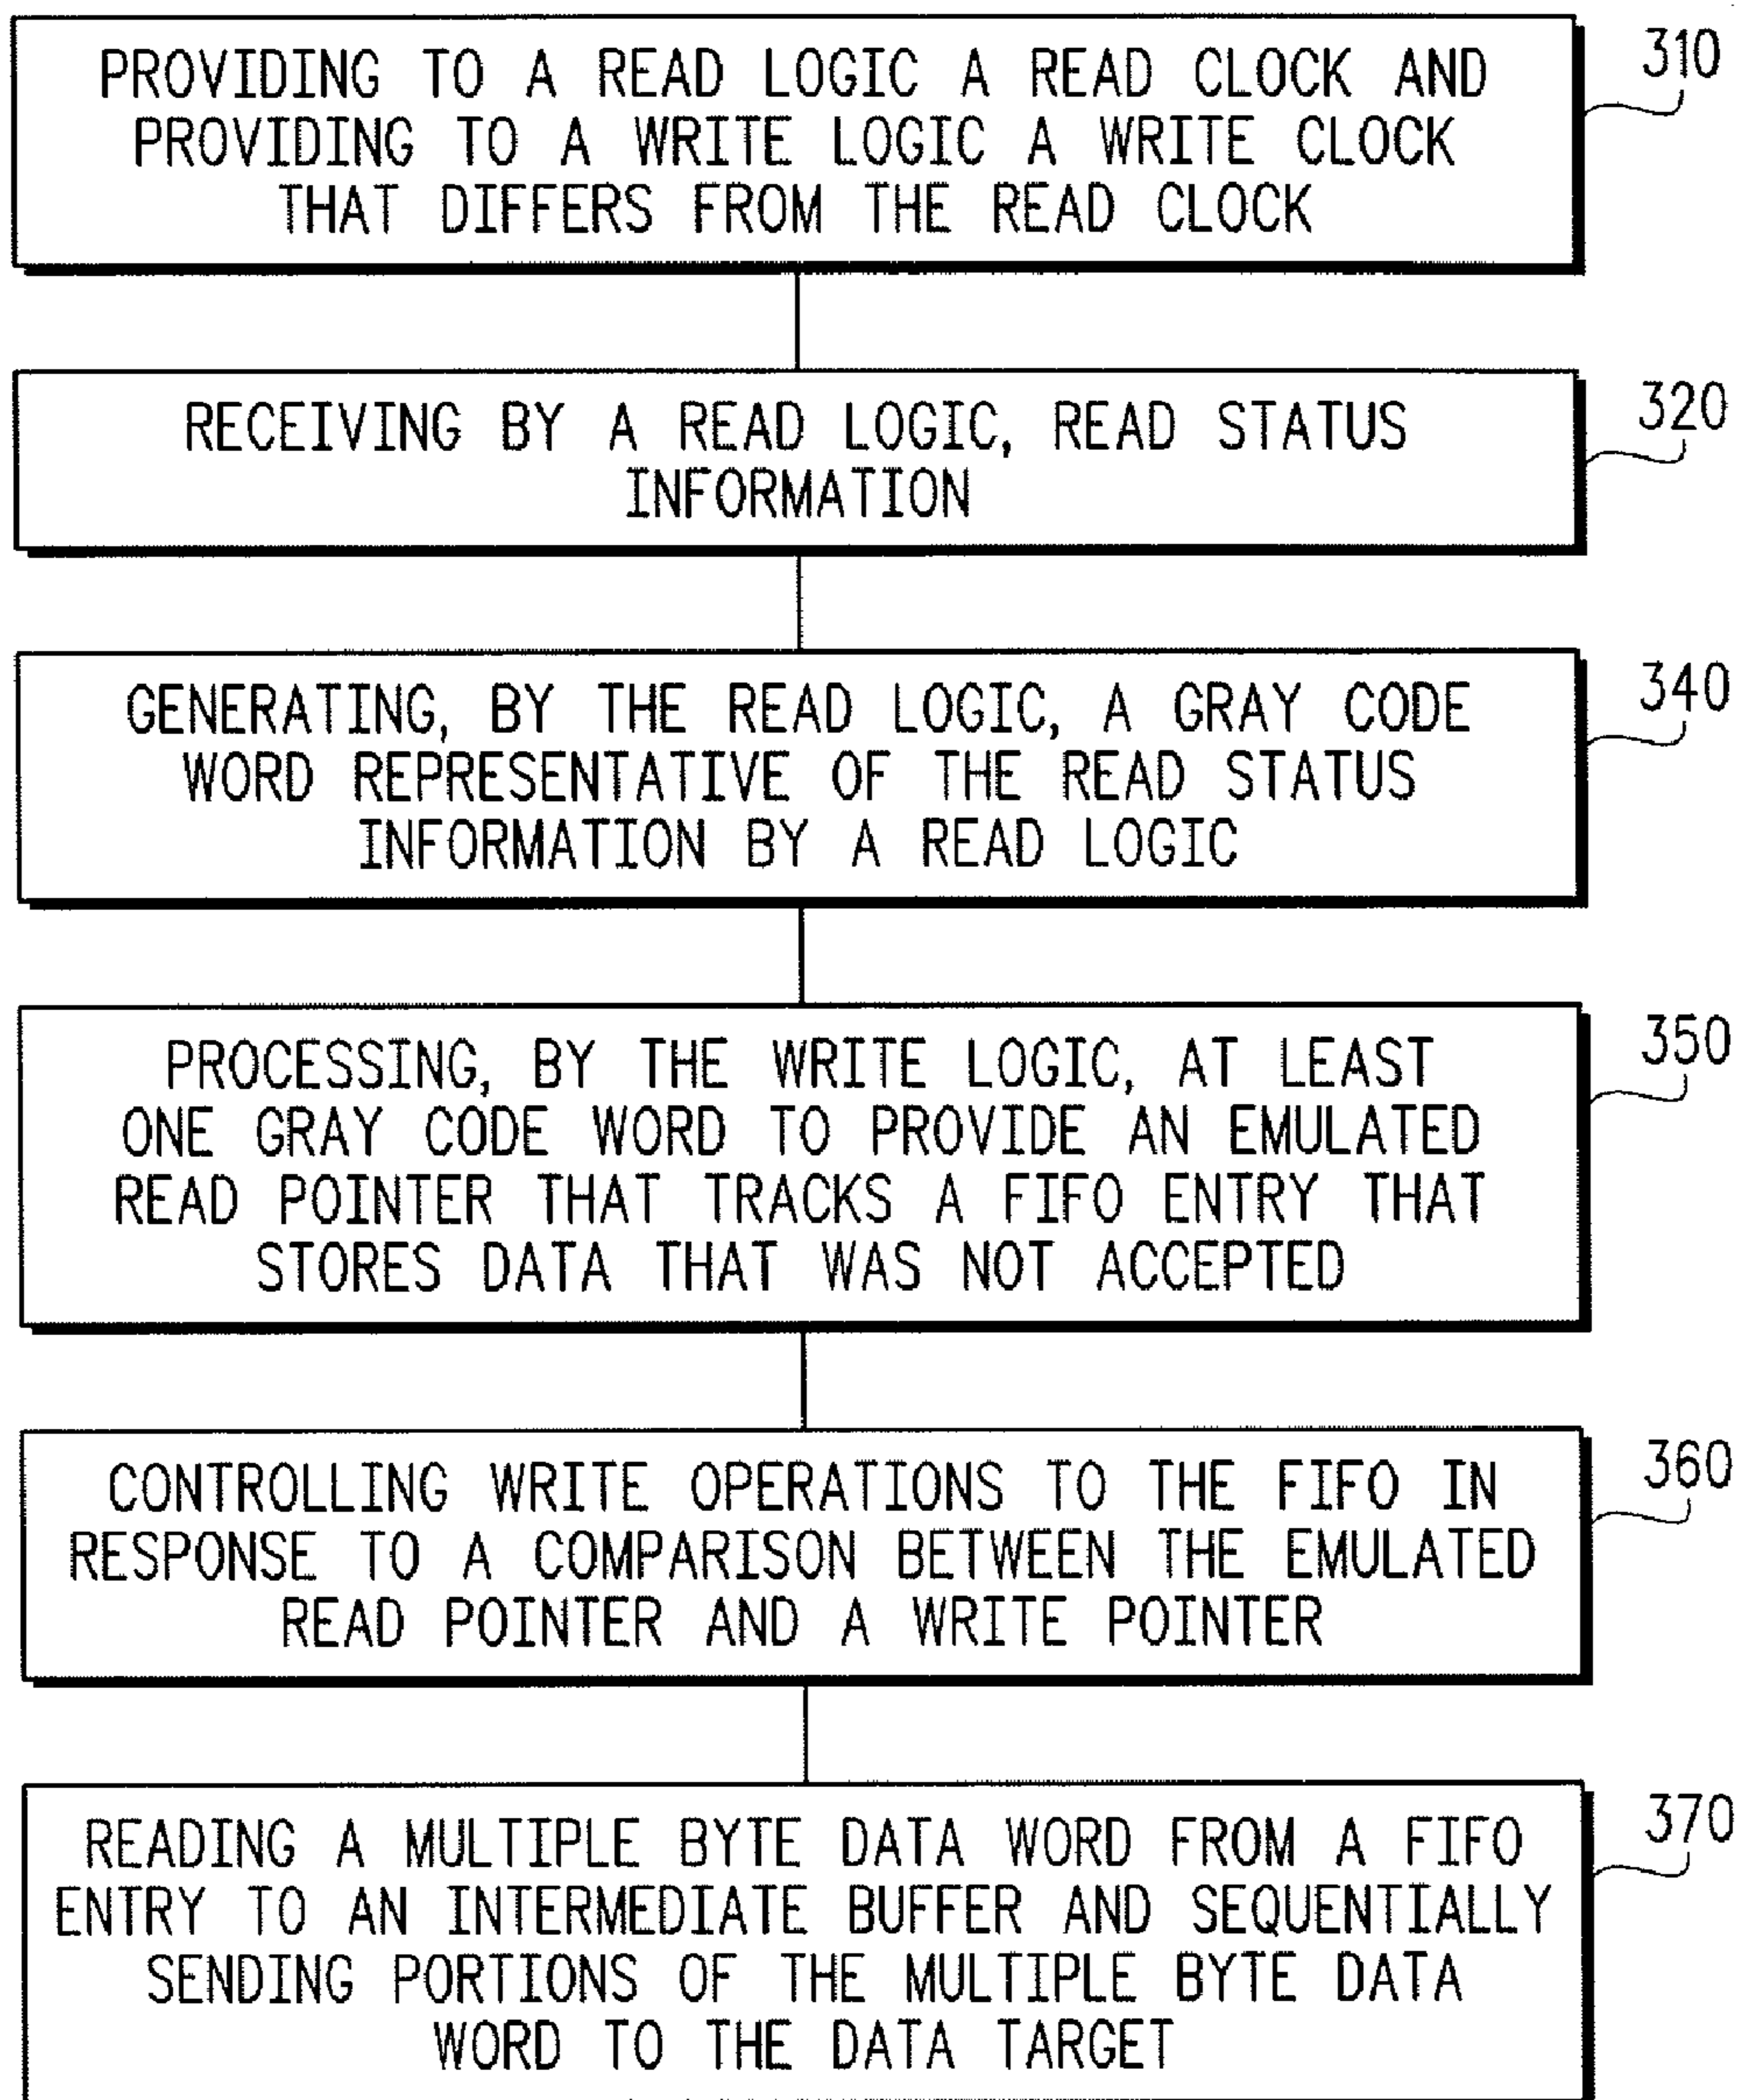 PROVIDING TO A READ LOGIC A READ CLOCK AND
PROVIDING TO A WRITE LOGIC A WRITE CLOCK
THAT DIFFERS FROM THE READ CLOCK
310
RECEIVING BY A READ LOGIC, READ STATUS
INFORMATION
320
GENERATING, BY THE READ LOGIC, A GRAY CODE
WORD REPRESENTATIVE OF THE READ STATUS
INFORMATION BY A READ LOGIC
340
PROCESSING, BY THE WRITE LOGIC, AT LEAST
ONE GRAY CODE WORD TO PROVIDE AN EMULATED
READ POINTER THAT TRACKS A FIFO ENTRY THAT
STORES DATA THAT WAS NOT ACCEPTED
350
CONTROLLING WRITE OPERATIONS TO THE FIFO IN
RESPONSE TO A COMPARISON BETWEEN THE EMULATED
READ POINTER AND A WRITE POINTER
360
READING A MULTIPLE BYTE DATA WORD FROM A FIFO
ENTRY TO AN INTERMEDIATE BUFFER AND SEQUENTIALLY
SENDING PORTIONS OF THE MULTIPLE BYTE DATA
WORD TO THE DATA TARGET
370